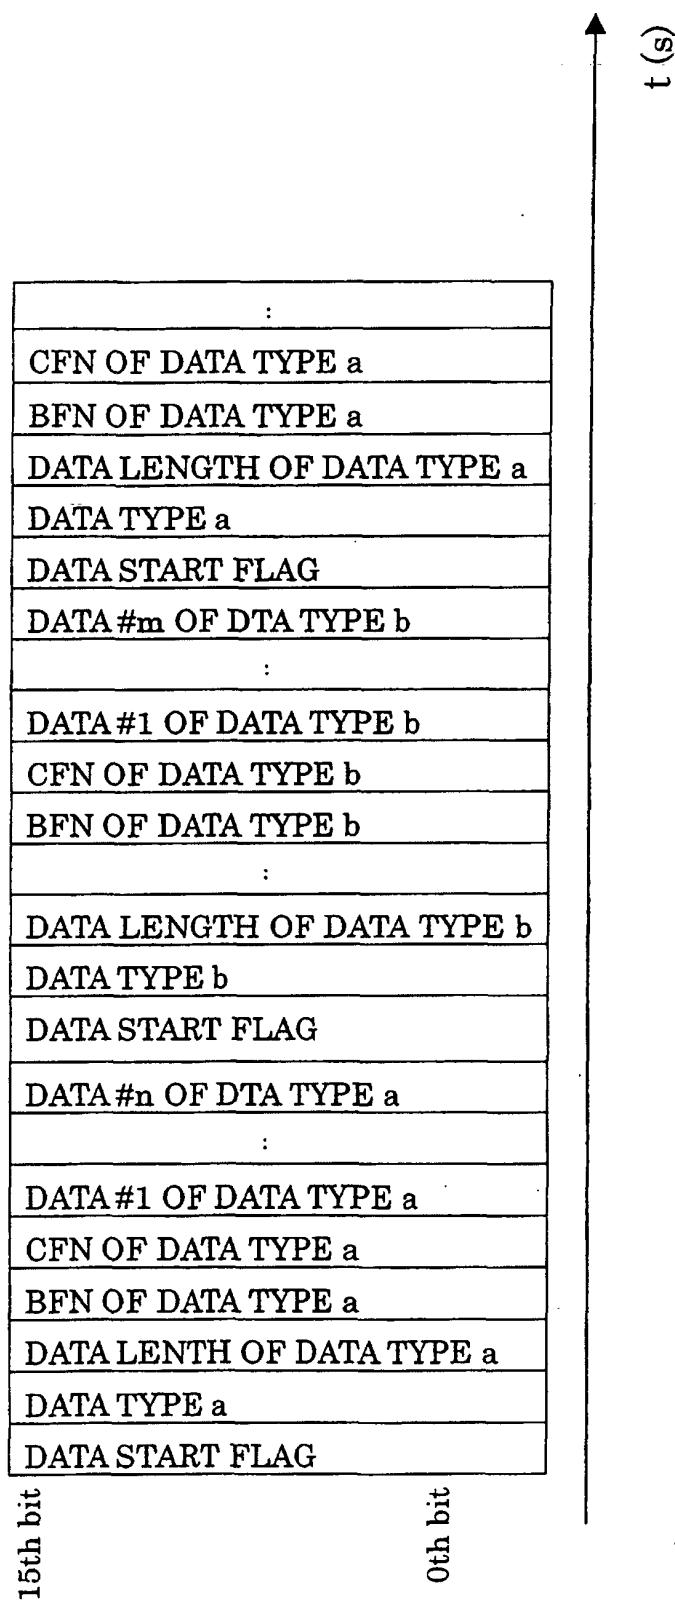 t (s)
:
CFN OF DATA TYPE a
BFN OF DATA TYPE a
DATA LENGTH OF DATA TYPE a
DATA TYPE a
DATA START FLAG
DATA #m OF DTA TYPE b
:
DATA #1 OF DATA TYPE b
CFN OF DATA TYPE b
BFN OF DATA TYPE b
:
DATA LENGTH OF DATA TYPE b
DATA TYPE b
DATA START FLAG
DATA #n OF DTA TYPE a
:
DATA #1 OF DATA TYPE a
CFN OF DATA TYPE a
BFN OF DATA TYPE a
DATA LENTH OF DATA TYPE a
DATA TYPE a
DATA START FLAG
15th bit
0th bit